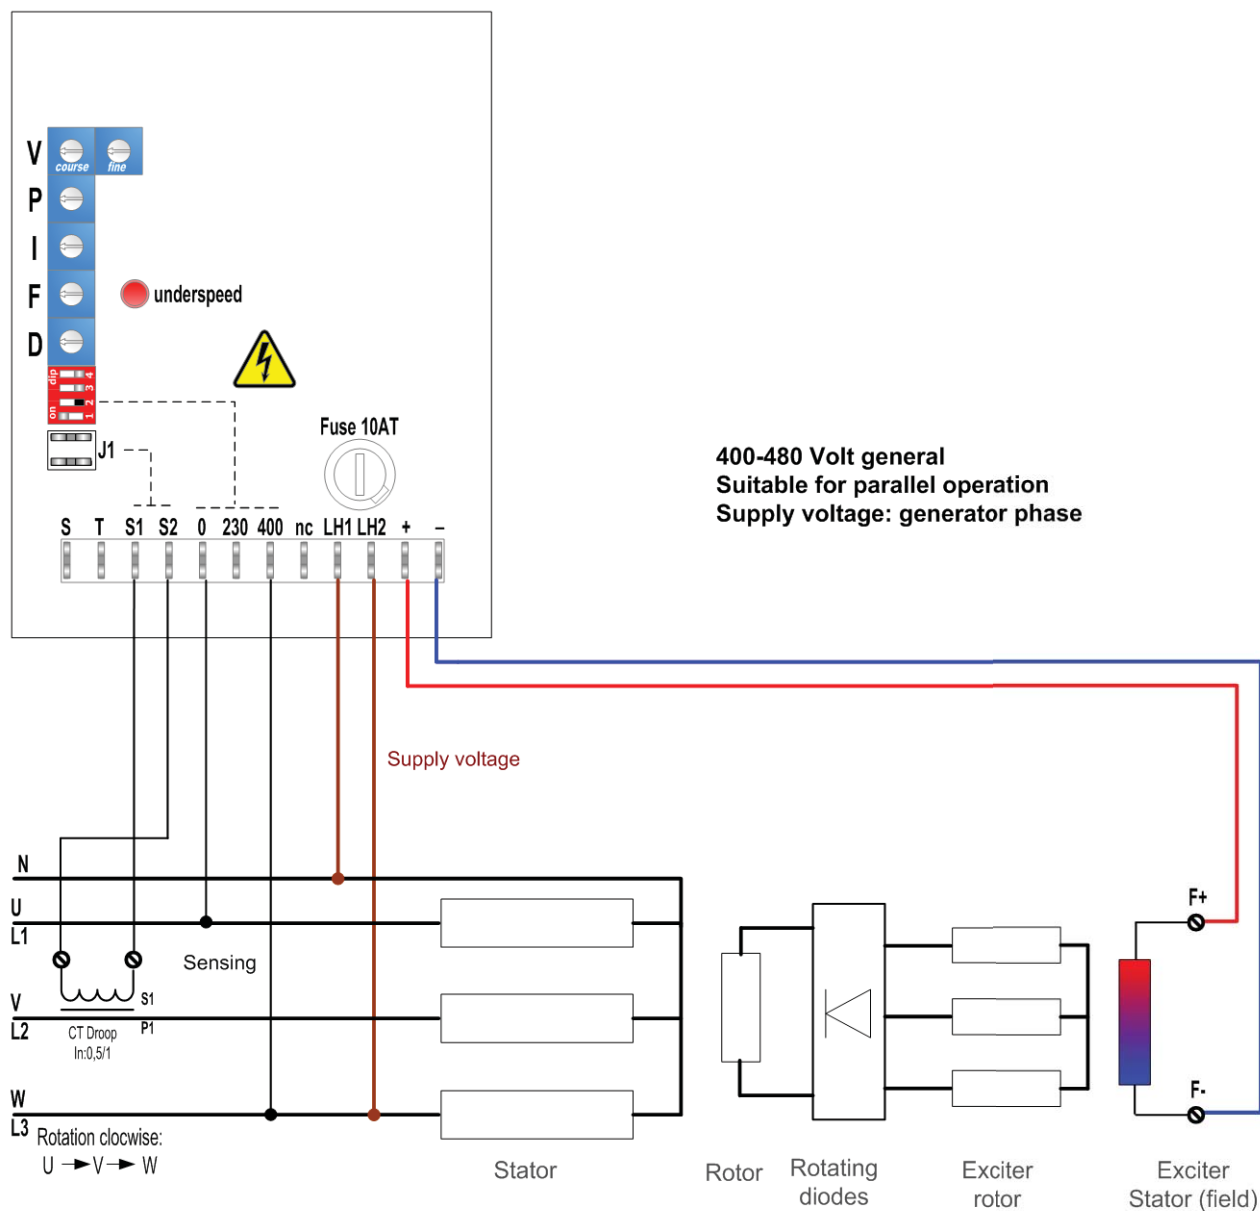 V
course
fine
P
I
F
underspeed
D
dip
on
4
3
2
1
J1
Fuse 10AT
400-480 Volt general
Suitable for parallel operation
Supply voltage: generator phase
S T S1 S2 0 230 400 nc LH1 LH2 + –
Supply voltage
N
U
L1
Sensing
F+
V
L2
S1
P1
CT Droop
In:0,5/1
W
L3
F-
Rotation clocwise:
U V W
Stator
Rotor
Rotating
diodes
Exciter
rotor
Exciter
Stator (field)